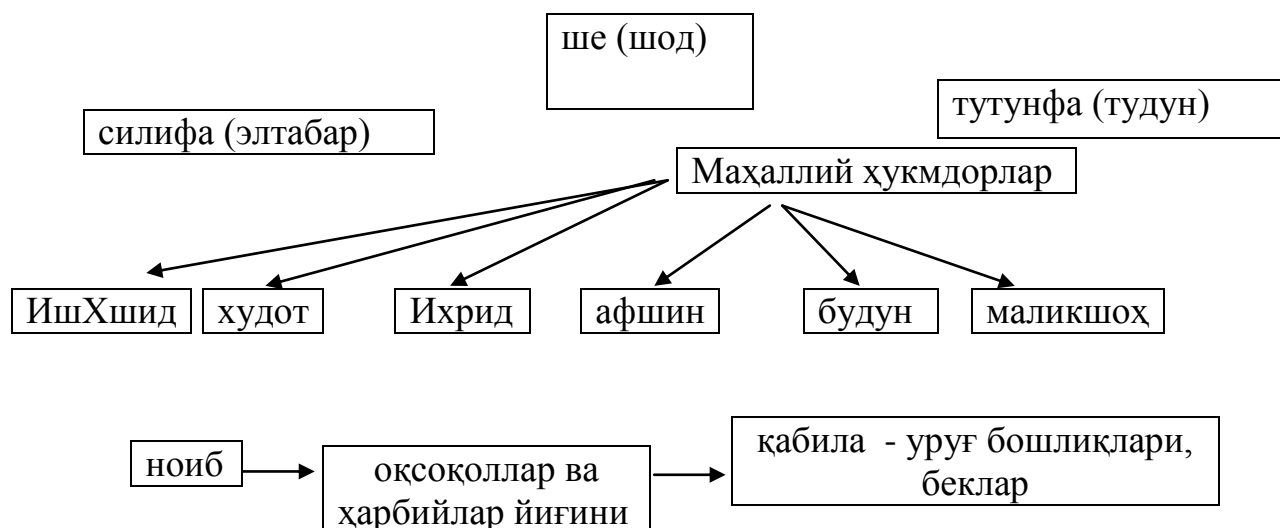 ше (шод)
тутунфа (тудун)
силифа (элтабар)
Маҳаллий ҳукмдорлар
ИшХшид
худот
Ихрид
афшин
будун
маликшоҳ
ноиб
оқсоқоллар ва
ҳарбийлар йиғини
қабила - уруғ бошлиқлари,
беклар